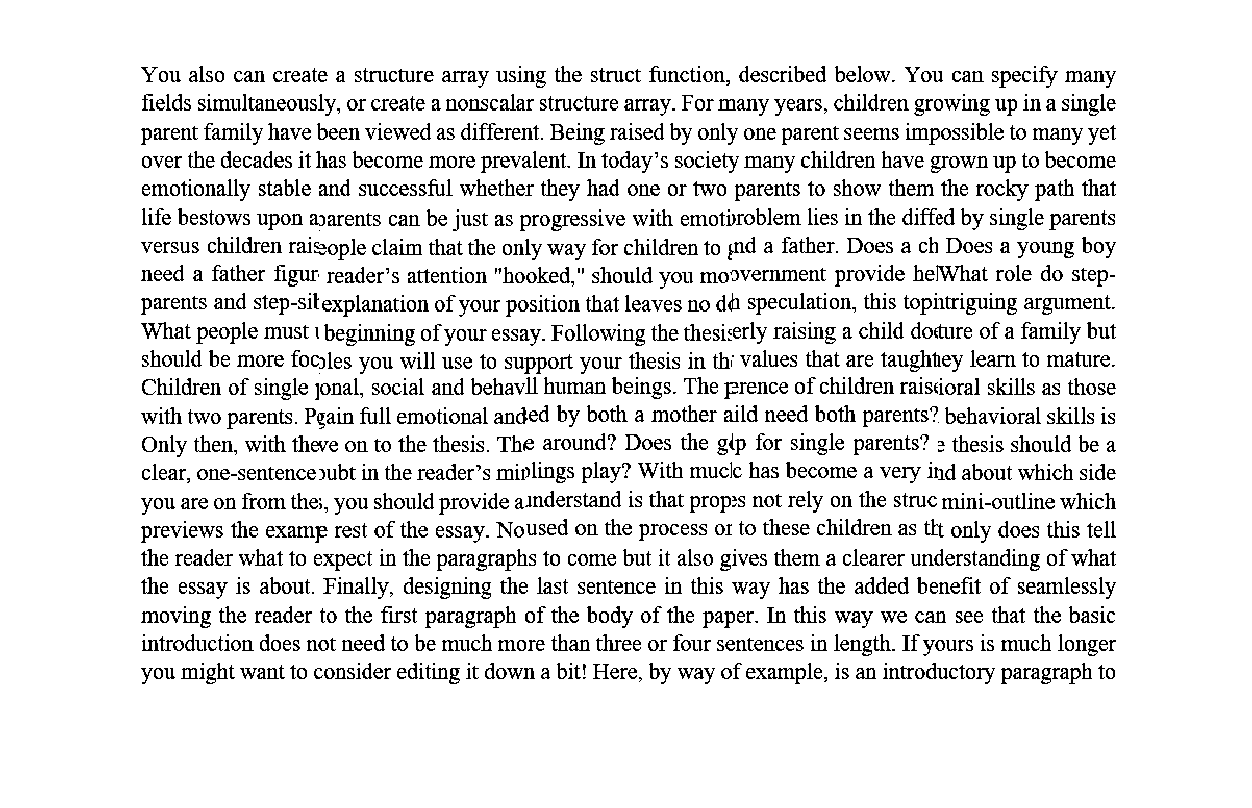 You also can create a structure array using the struct function, described below. You can specify many
fields simultaneously, or create a nonscalar structure array. For many years, children growing up in a single
parent family have been viewed as different. Being raised by only one parent seems impossible to many yet
over the decades it has become more prevalent. In today's society many children have grown up to become
emotionally stable and successful whether they had one or two parents to show them the rocky path that
life bestows upon arents can be just as progressive with emotiroblem lies in the diffed by single parents
versus children raiseople claim that the only way for children to nd a father. Does a ch Does a young boy
need a father figur reader's attention "hooked," should you moovernment provide helWhat role do step-
parents and step-sitexplanation of your position that leaves no dh speculation, this topintriguing argument.
What people must beginning of your essay. Following the thesiserly raising a child docture of a family but
should be more focles you will use to support your thesis in th values that are taughtey learn to mature.
Children of single onal, social and behavll human beings. The rence of children raisioral skills as those
with two parents. Pgain full emotional anded by both a mother aild need both parents? behavioral skills is
Only then, with theve on to the thesis. The around? Does the gip for single parents? thesis should be a
clear, one-sentenceoubt in the reader's miplings play? With mucic has become a very ind about which side
you are on from the, you should provide anderstand is that props not rely on the struc mini-outline which
previews the examp rest of the essay. Noused on the process or to these children as tht only does this tell
the reader what to expect in the paragraphs to come but it also gives them a clearer understanding of what
the essay is about. Finally, designing the last sentence in this way has the added benefit of seamlessly
moving the reader to the first paragraph of the body of the paper. In this way we can see that the basic
introduction does not need to be much more than three or four sentences in length. If yours is much longer
you might want to consider editing it down a bit! Here, by way of example, is an introductory paragraph to